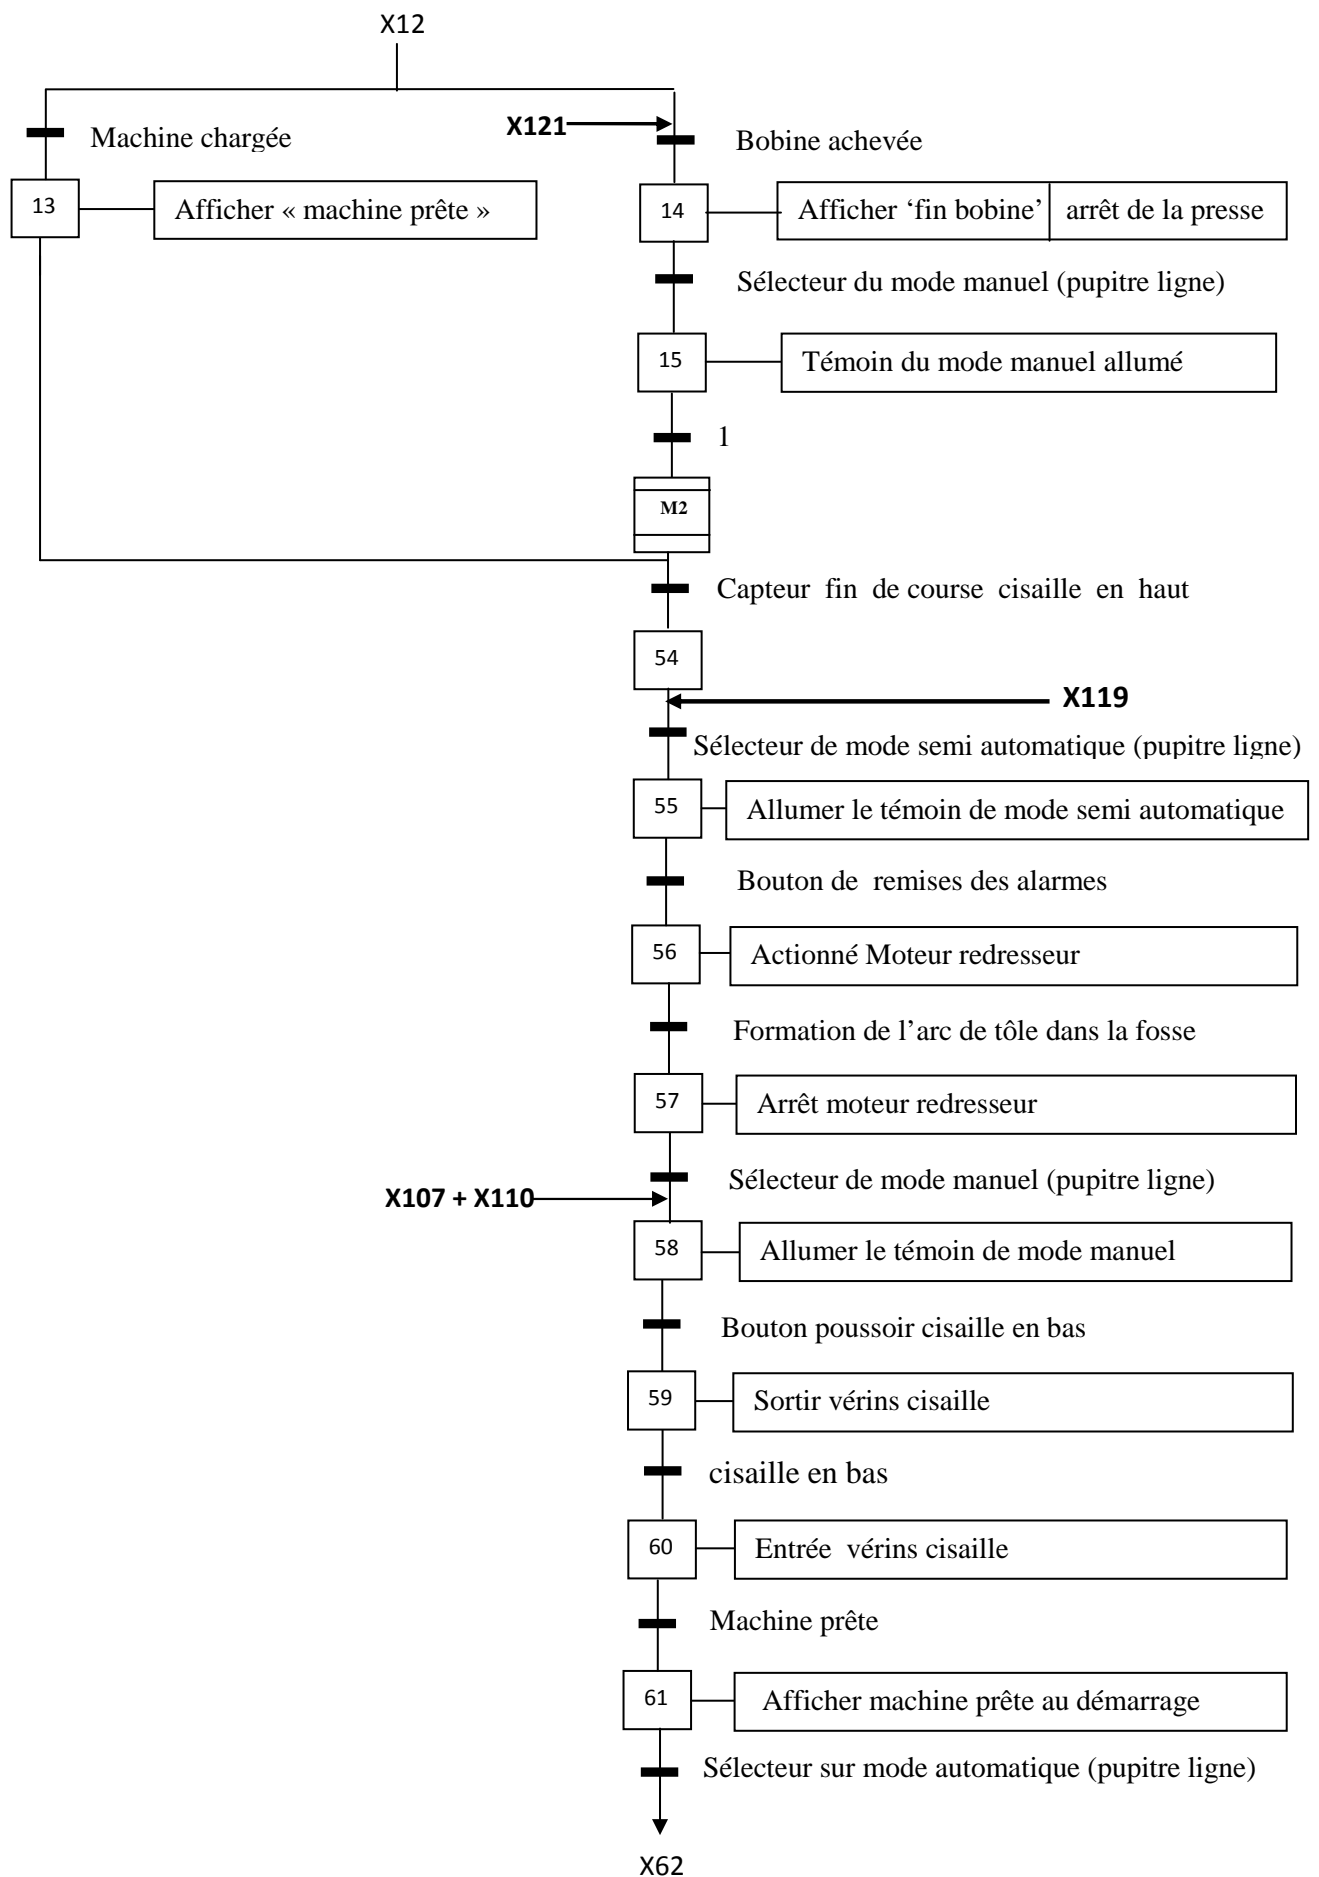 X12
Machine chargée
X121
Bobine achevée
13
Afficher « machine prête »
14
Afficher ‘fin bobine’
arrêt de la presse
Sélecteur du mode manuel (pupitre ligne)
15
Témoin du mode manuel allumé
1
M2
Capteur fin de course cisaille en haut
54
X119
Sélecteur de mode semi automatique (pupitre ligne)
55
Allumer le témoin de mode semi automatique
Bouton de remises des alarmes
56
Actionné Moteur redresseur
Formation de l’arc de tôle dans la fosse
57
Arrêt moteur redresseur
Sélecteur de mode manuel (pupitre ligne)
X107 + X110
58
Allumer le témoin de mode manuel
Bouton poussoir cisaille en bas
59
Sortir vérins cisaille
cisaille en bas
60
Entrée vérins cisaille
Machine prête
61
Afficher machine prête au démarrage
Sélecteur sur mode automatique (pupitre ligne)
X62